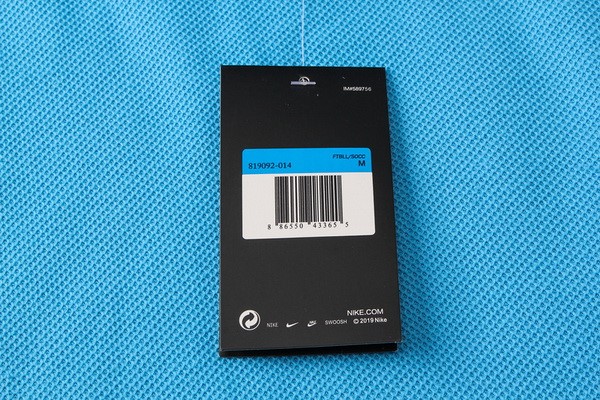 IM#589756
FTBLL/SOCC
819092-014 M
8 86550 43365 5
NIKE.COM
NIKE SWOOSH © 2019 Nike